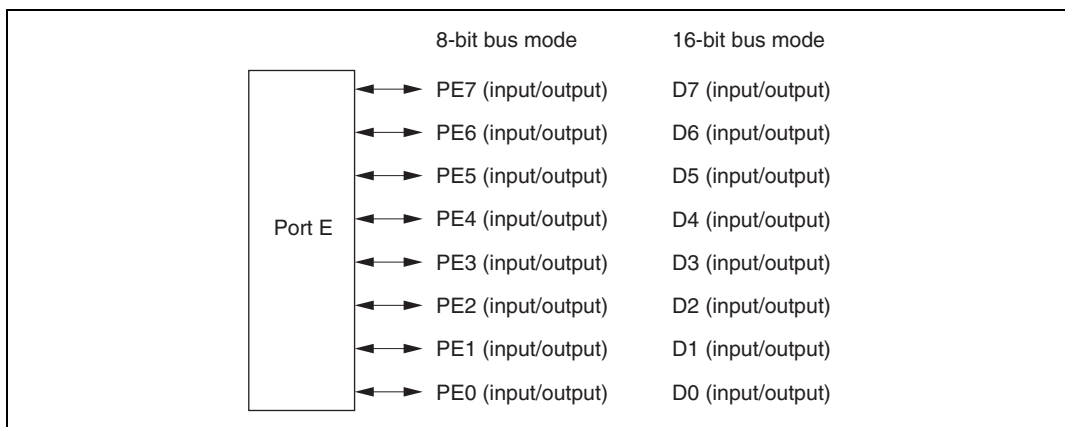 8-bit bus mode 16-bit bus mode
PE7 (input/output) D7 (input/output)
PE6 (input/output) D6 (input/output)
PE5 (input/output) D5 (input/output)
Port E PE4 (input/output) D4 (input/output)
PE3 (input/output) D3 (input/output)
PE2 (input/output) D2 (input/output)
PE1 (input/output) D1 (input/output)
PE0 (input/output) D0 (input/output)